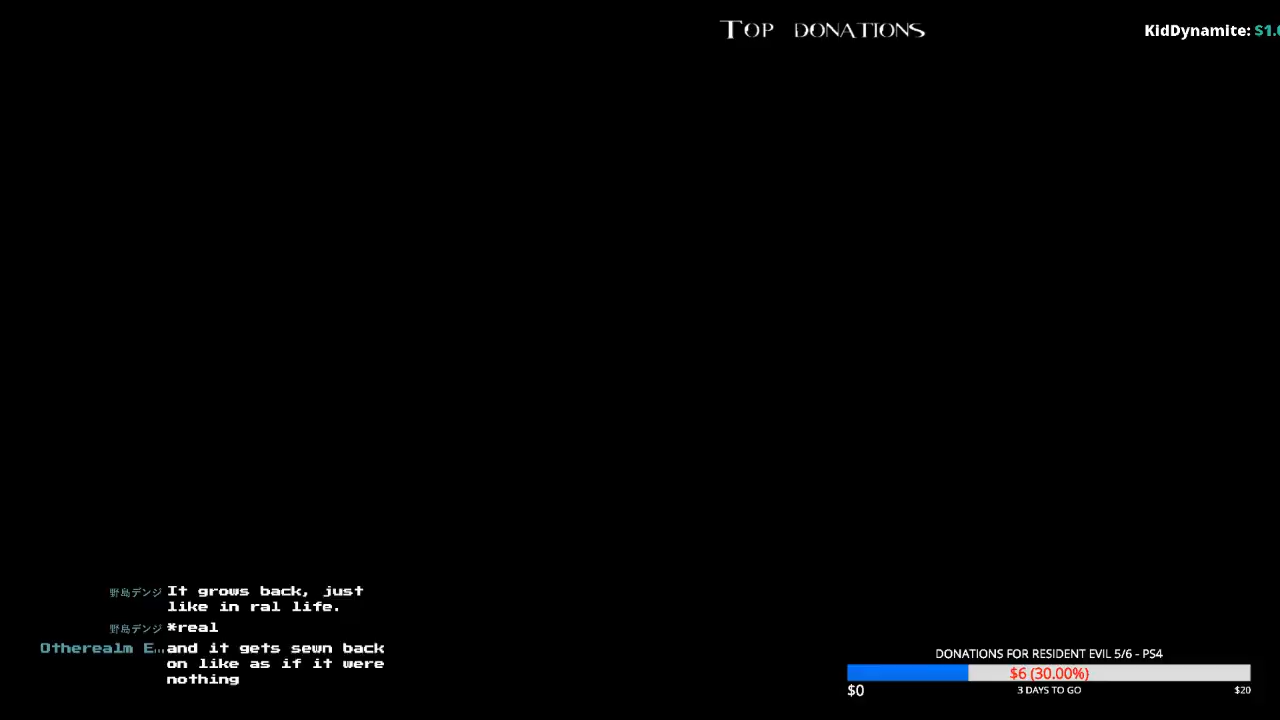 Top donations
KidDynamite: $1.
野島デンジ It grows back, just
like in ral life.
野島デンジ *real
Otherealm E… and it gets sewn back
on like as if it were
nothing
DONATIONS FOR RESIDENT EVIL 5/6 - PS4
$6 (30.00%)
$0 3 DAYS TO GO $20